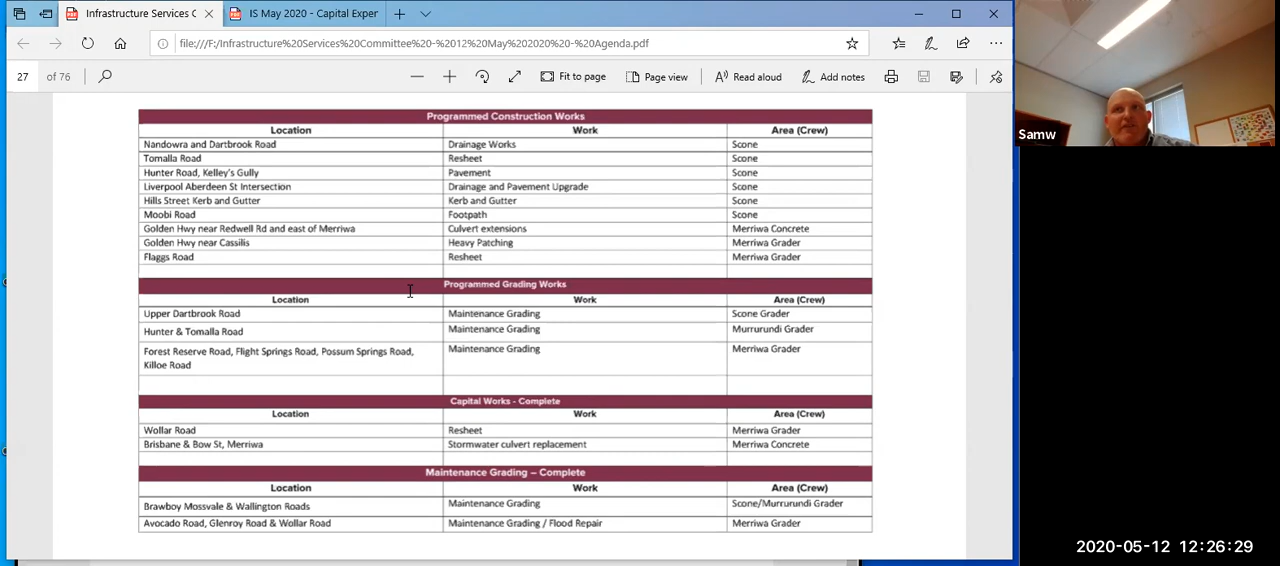 Infrastructure Services C
IS May 2020 - Capital Exper
file:///F:/Infrastructure%20Services%20Committee%20-%2012%20May%202020%20-%20Agenda.pdf
27 of 76
Fit to page
Page view
Read aloud
Add notes
Samw
Programmed Construction Works
Location Work Area (Crew)
Nandowra and Dartbrook Road Drainage Works Scone
Tomalla Road Resheet Scone
Hunter Road, Kelley's Gully Pavement Scone
Liverpool Aberdeen St Intersection Drainage and Pavement Upgrade Scone
Hills Street Kerb and Gutter Kerb and Gutter Scone
Moobi Road Footpath Scone
Golden Hwy near Redwell Rd and east of Merriwa Culvert extensions Merriwa Concrete
Golden Hwy near Cassilis Heavy Patching Merriwa Grader
Flaggs Road Resheet Merriwa Grader
Programmed Grading Works
Location Work Area (Crew)
Upper Dartbrook Road Maintenance Grading Scone Grader
Hunter & Tomalla Road Maintenance Grading Murrurundi Grader
Forest Reserve Road, Flight Springs Road, Possum Springs Road, Maintenance Grading Merriwa Grader
Killoe Road
Capital Works - Complete
Location Work Area (Crew)
Wollar Road Resheet Merriwa Grader
Brisbane & Bow St, Merriwa Stormwater culvert replacement Merriwa Concrete
Maintenance Grading – Complete
Location Work Area (Crew)
Brawboy Mossvale & Wallington Roads Maintenance Grading Scone/Murrurundi Grader
Avocado Road, Glenroy Road & Wollar Road Maintenance Grading / Flood Repair Merriwa Grader
2020-05-12 12:26:29